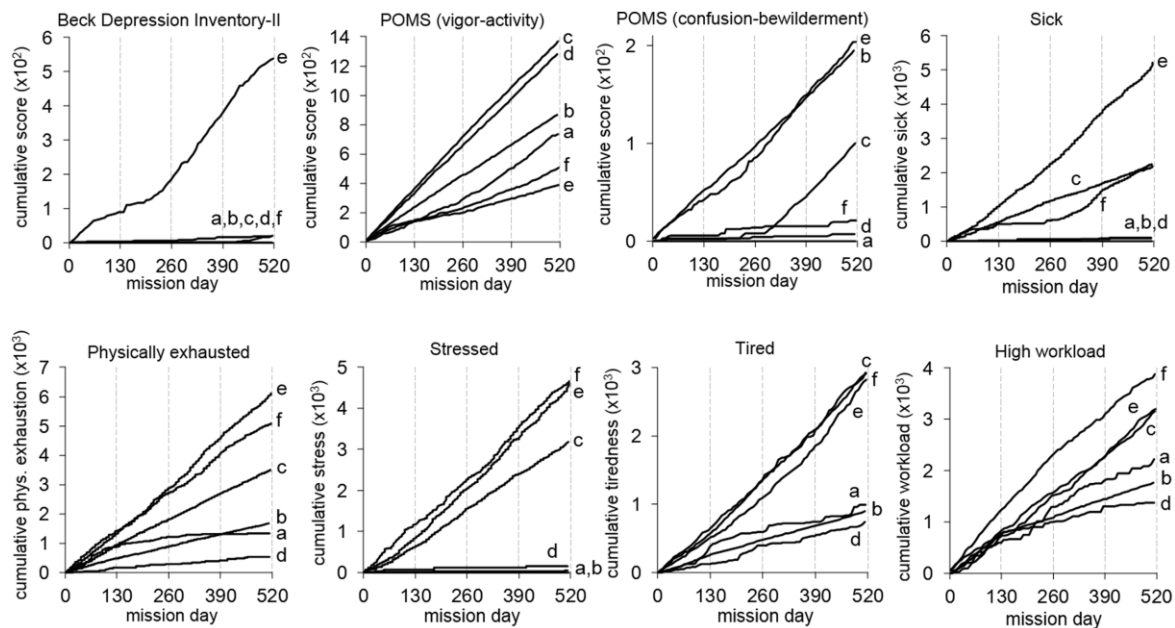 Beck Depression Inventory-II
cumulative score (x10²)
6
5
4
3
2
1
0
e
a,b,c,d,f
0 130 260 390 520
mission day
POMS (vigor-activity)
cumulative score (x10²)
14
12
10
8
6
4
2
0
c
d
b
a
f
e
0 130 260 390 520
mission day
POMS (confusion-bewilderment)
cumulative score (x10²)
2
1
0
e
b
c
f
d
a
0 130 260 390 520
mission day
Sick
cumulative sick (x10³)
6
5
4
3
2
1
0
e
c
f
a,b,d
0 130 260 390 520
mission day
Physically exhausted
cumulative phys. exhaustion (x10³)
7
6
5
4
3
2
1
0
e
f
c
b
a
d
0 130 260 390 520
mission day
Stressed
cumulative stress (x10³)
5
4
3
2
1
0
f
e
c
d
a,b
0 130 260 390 520
mission day
Tired
cumulative tiredness (x10³)
3
2
1
0
c
f
e
a
b
d
0 130 260 390 520
mission day
High workload
cumulative workload (x10³)
4
3
2
1
0
f
e
c
a
b
d
0 130 260 390 520
mission day